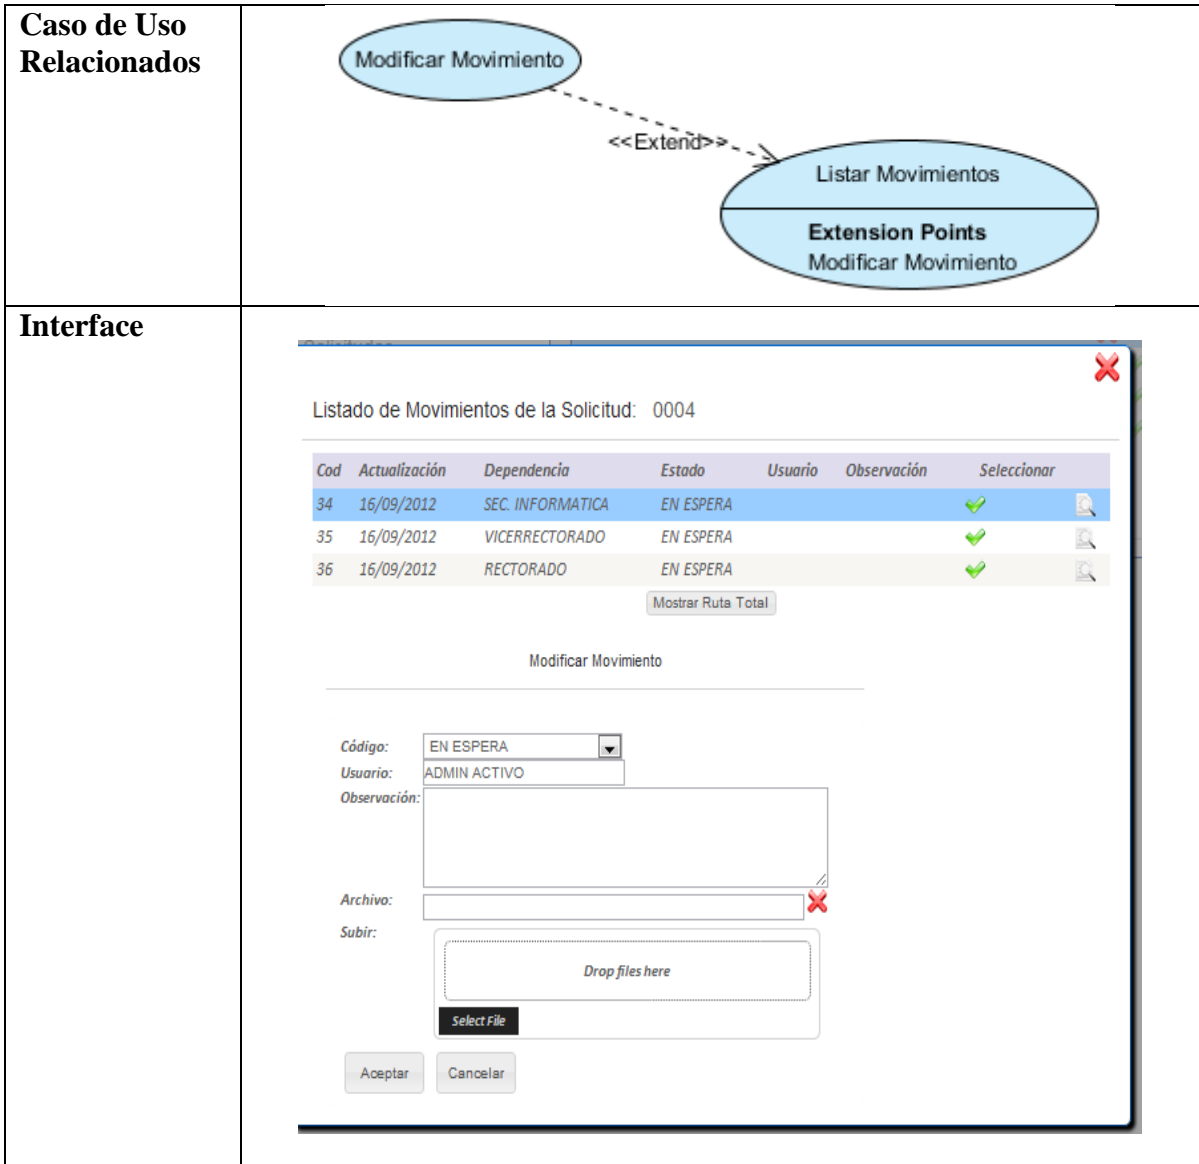 Caso de Uso
Relacionados
Modificar Movimiento
<<Extend>>
Listar Movimientos
Extension Points
Modificar Movimiento
Interface
Listado de Movimientos de la Solicitud: 0004
Cod Actualización Dependencia Estado Usuario Observación Seleccionar
34 16/09/2012 SEC. INFORMATICA EN ESPERA
35 16/09/2012 VICERRECTORADO EN ESPERA
36 16/09/2012 RECTORADO EN ESPERA
Mostrar Ruta Total
Modificar Movimiento
Código: EN ESPERA
Usuario: ADMIN ACTIVO
Observación:
Archivo:
Subir:
Drop files here
Select File
Aceptar Cancelar